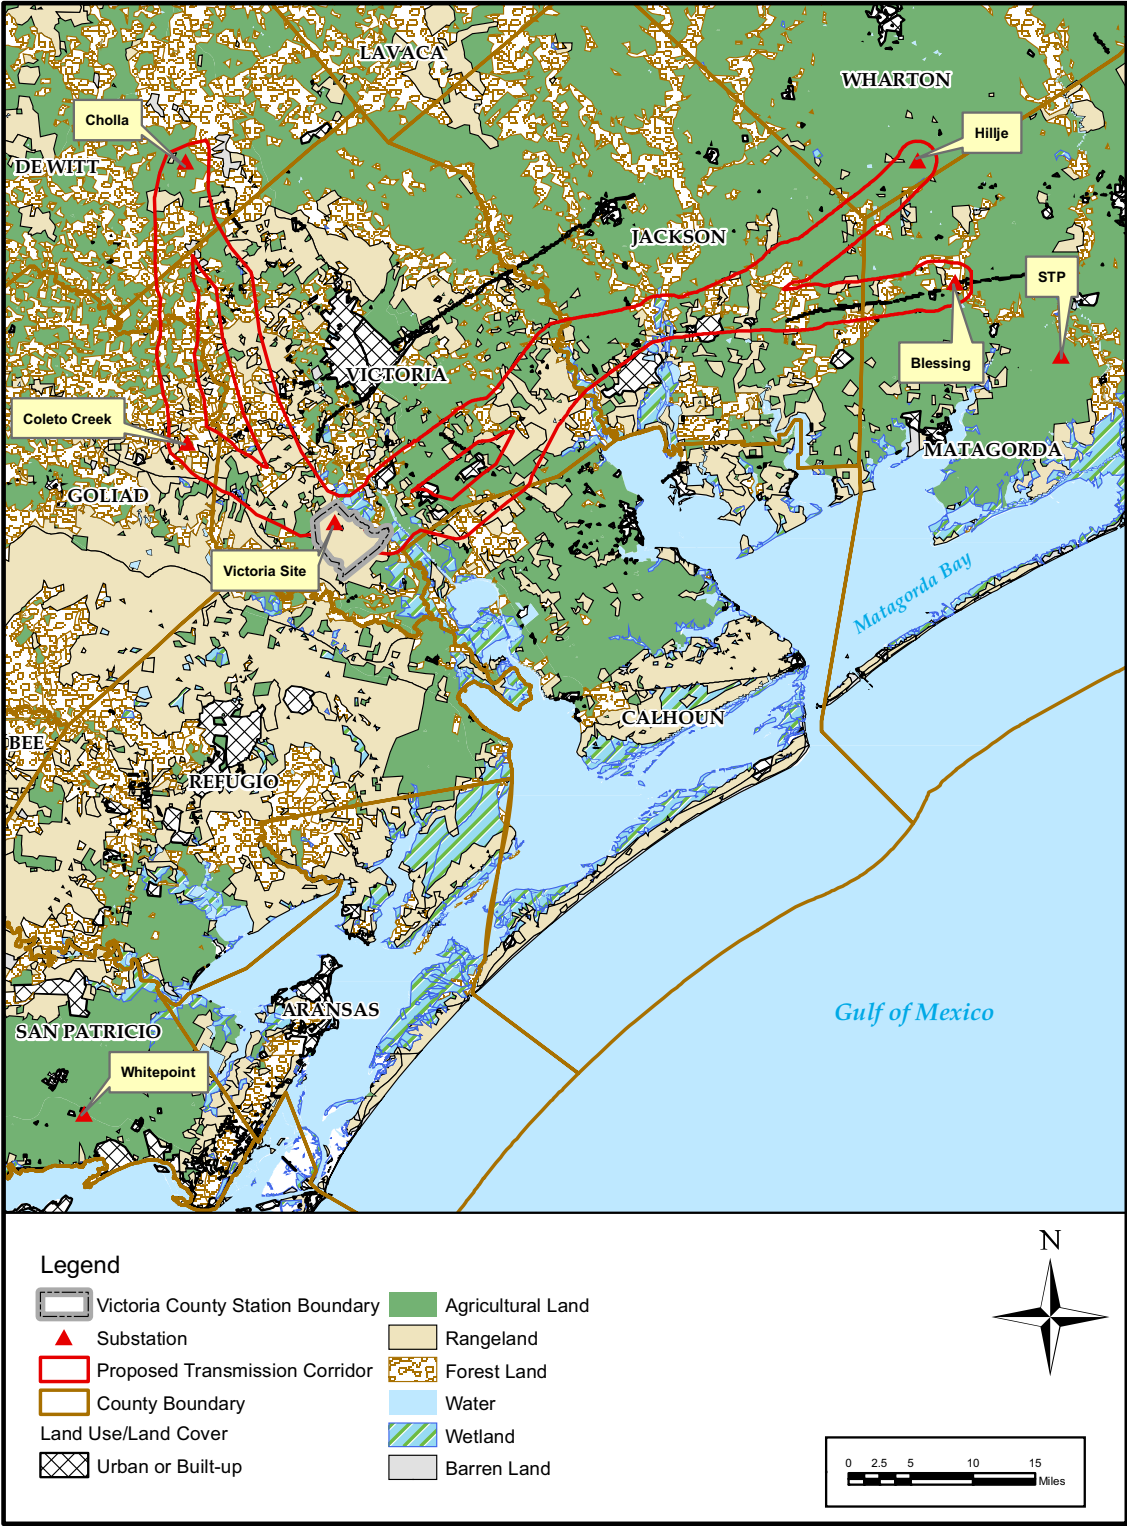 LAVACA
WHARTON
Cholla
Hillje
DEWITT
JACKSON
STP
Blessing
VICTORIA
Coleto Creek
MATAGORDA
GOLIAD
Victoria Site
Matagorda Bay
CALHOUN
BEE
REFUGIO
ARANSAS
Gulf of Mexico
SAN PATRICIO
Whitepoint
N
Legend
Victoria County Station Boundary
Substation
Proposed Transmission Corridor
County Boundary
Land Use/Land Cover
Urban or Built-up
Agricultural Land
Rangeland
Forest Land
Water
Wetland
Barren Land
0 2.5 5 10 15
Miles